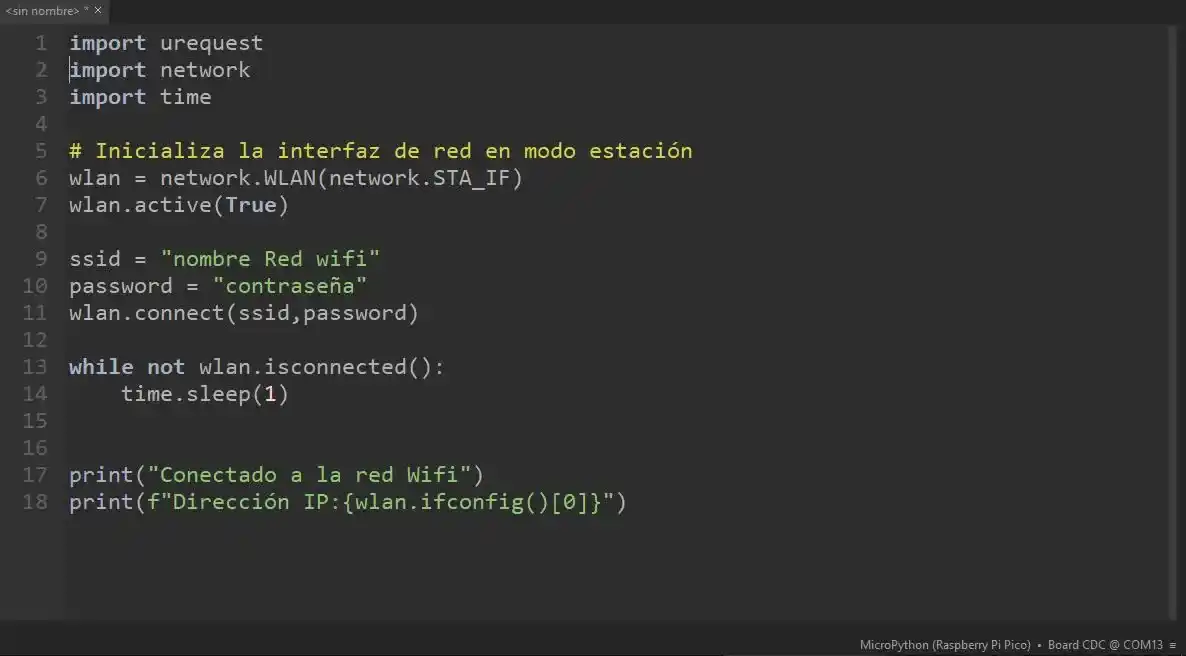 <sin nombre> * ×
1 import urequest
2 import network
3 import time
4
5 # Inicializa la interfaz de red en modo estación
6 wlan = network.WLAN(network.STA_IF)
7 wlan.active(True)
8
9 ssid = "nombre Red wifi"
10 password = "contraseña"
11 wlan.connect(ssid,password)
12
13 while not wlan.isconnected():
14     time.sleep(1)
15
16
17 print("Conectado a la red Wifi")
18 print(f"Dirección IP:{wlan.ifconfig()[0]}")
MicroPython (Raspberry Pi Pico) • Board CDC @ COM13 ≡